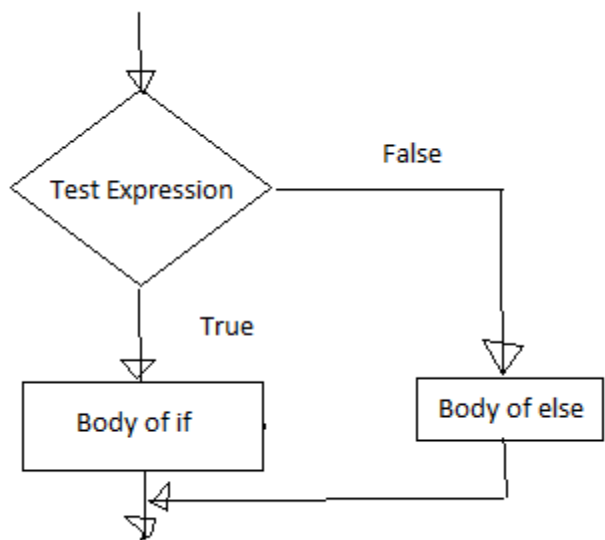 False
Test Expression
True
Body of if
Body of else